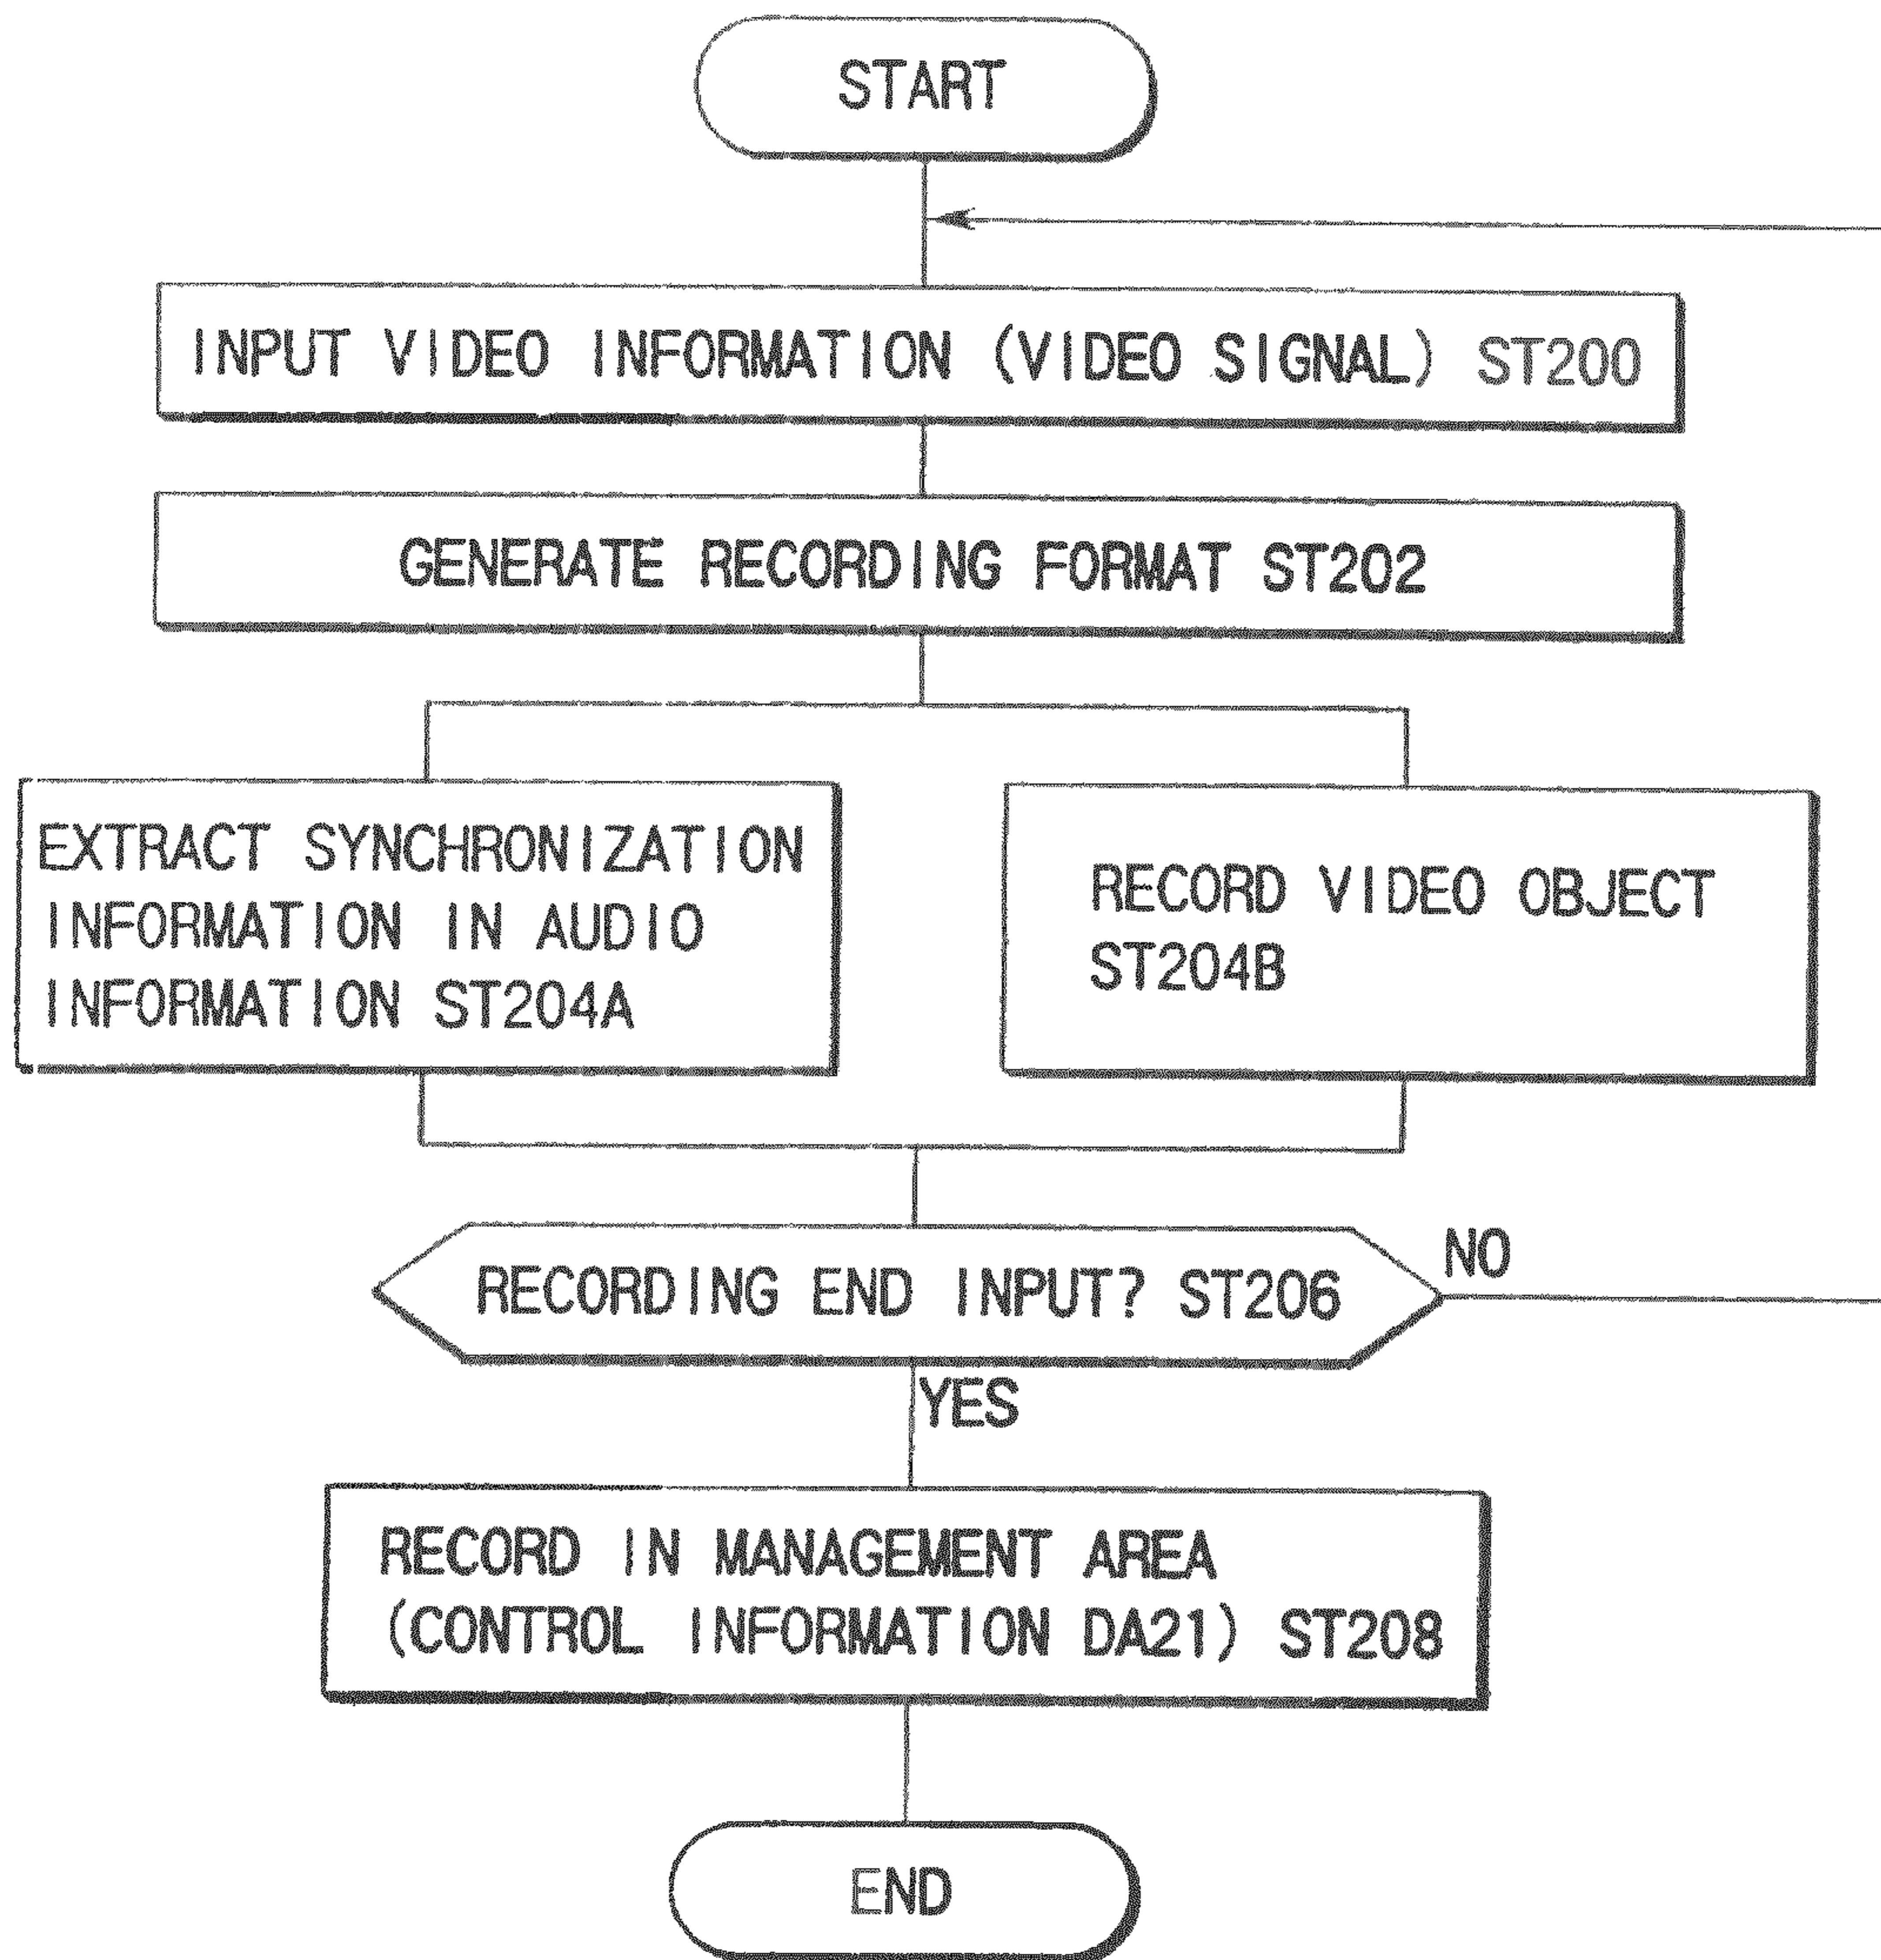 START
INPUT VIDEO INFORMATION (VIDEO SIGNAL) ST200
GENERATE RECORDING FORMAT ST202
EXTRACT SYNCHRONIZATION
INFORMATION IN AUDIO
INFORMATION ST204A
RECORD VIDEO OBJECT
ST204B
RECORDING END INPUT? ST206
NO
YES
RECORD IN MANAGEMENT AREA
(CONTROL INFORMATION DA21) ST208
END